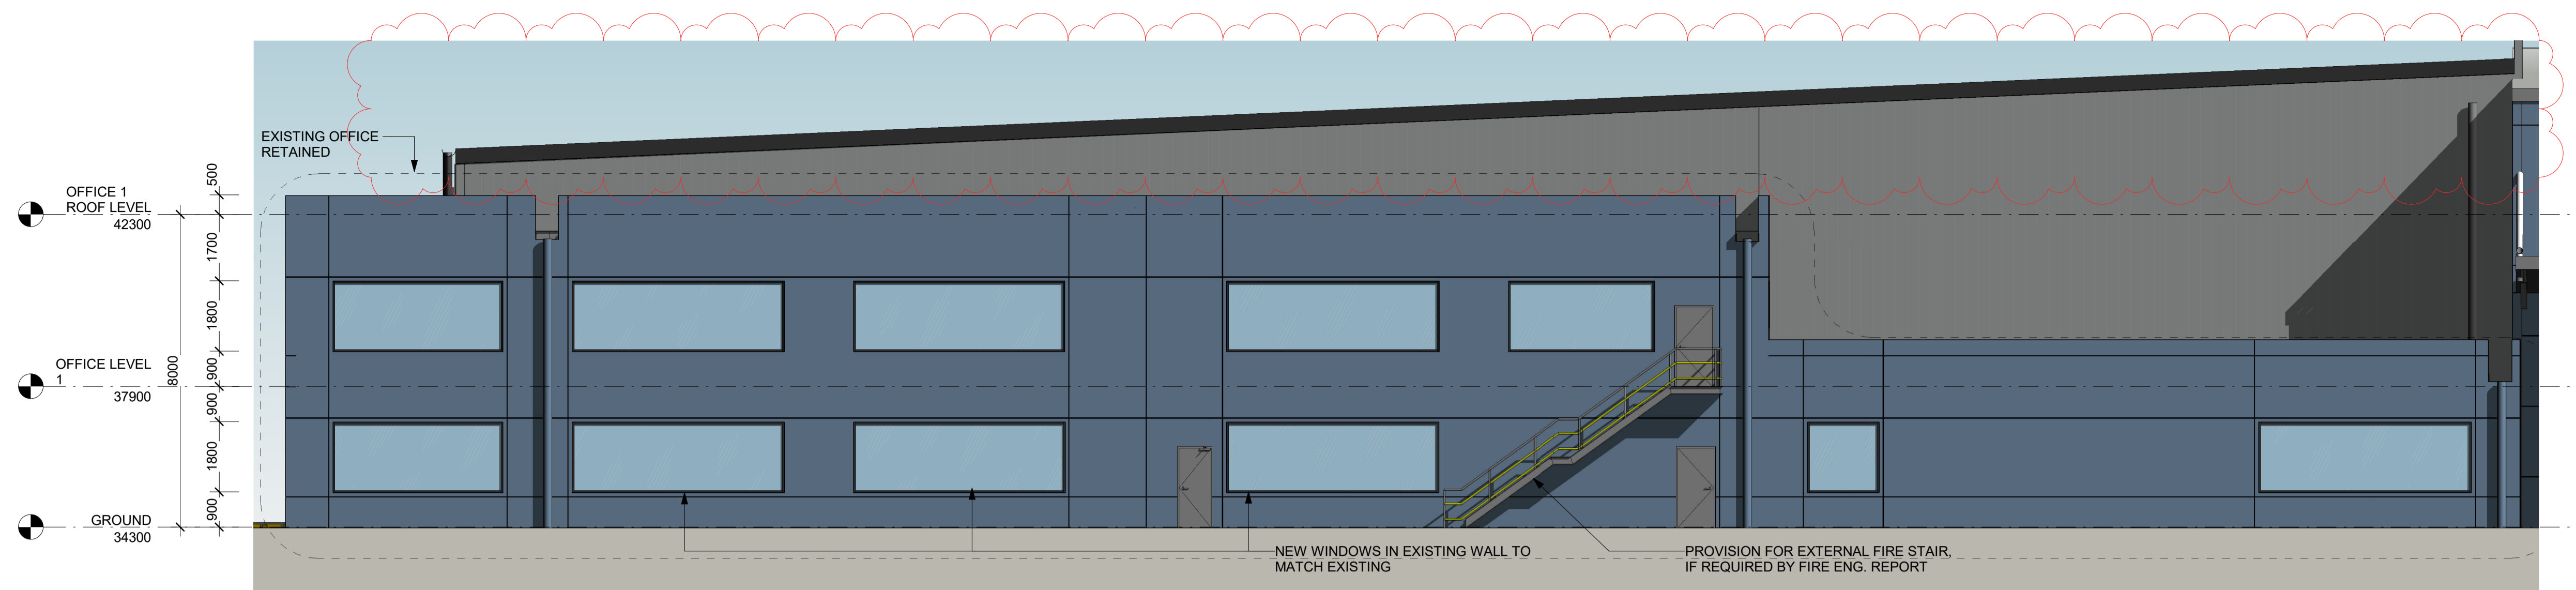 EXISTING OFFICE
RETAINED
OFFICE 1
ROOF LEVEL
42300
OFFICE LEVEL
1
37900
GROUND
34300
8000
500
1700
1800
900
900
1800
900
NEW WINDOWS IN EXISTING WALL TO
MATCH EXISTING
PROVISION FOR EXTERNAL FIRE STAIR,
IF REQUIRED BY FIRE ENG. REPORT